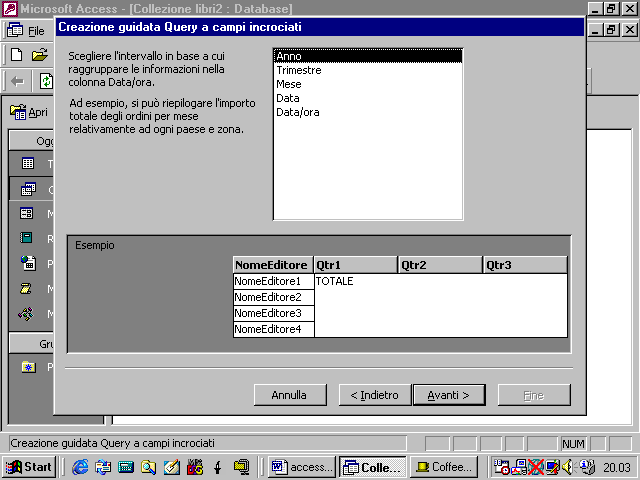 Microsoft Access - [Collezione libri2 : Database]
File
Creazione guidata Query a campi incrociati
Scegliere l'intervallo in base a cui
raggruppare le informazioni nella
colonna Data/ora.
Ad esempio, si può riepilogare l'importo
totale degli ordini per mese
relativamente ad ogni paese e zona.
Anno
Trimestre
Mese
Data
Data/ora
Apri
Ogg
T
Q
M
R
P
M
M
Gru
P
Esempio
NomeEditore Qtr1 Qtr2 Qtr3
NomeEditore1 TOTALE
NomeEditore2
NomeEditore3
NomeEditore4
Annulla < Indietro Avanti > Fine
Creazione guidata Query a campi incrociati NUM
Start access... Colle... Coffee... 20.03